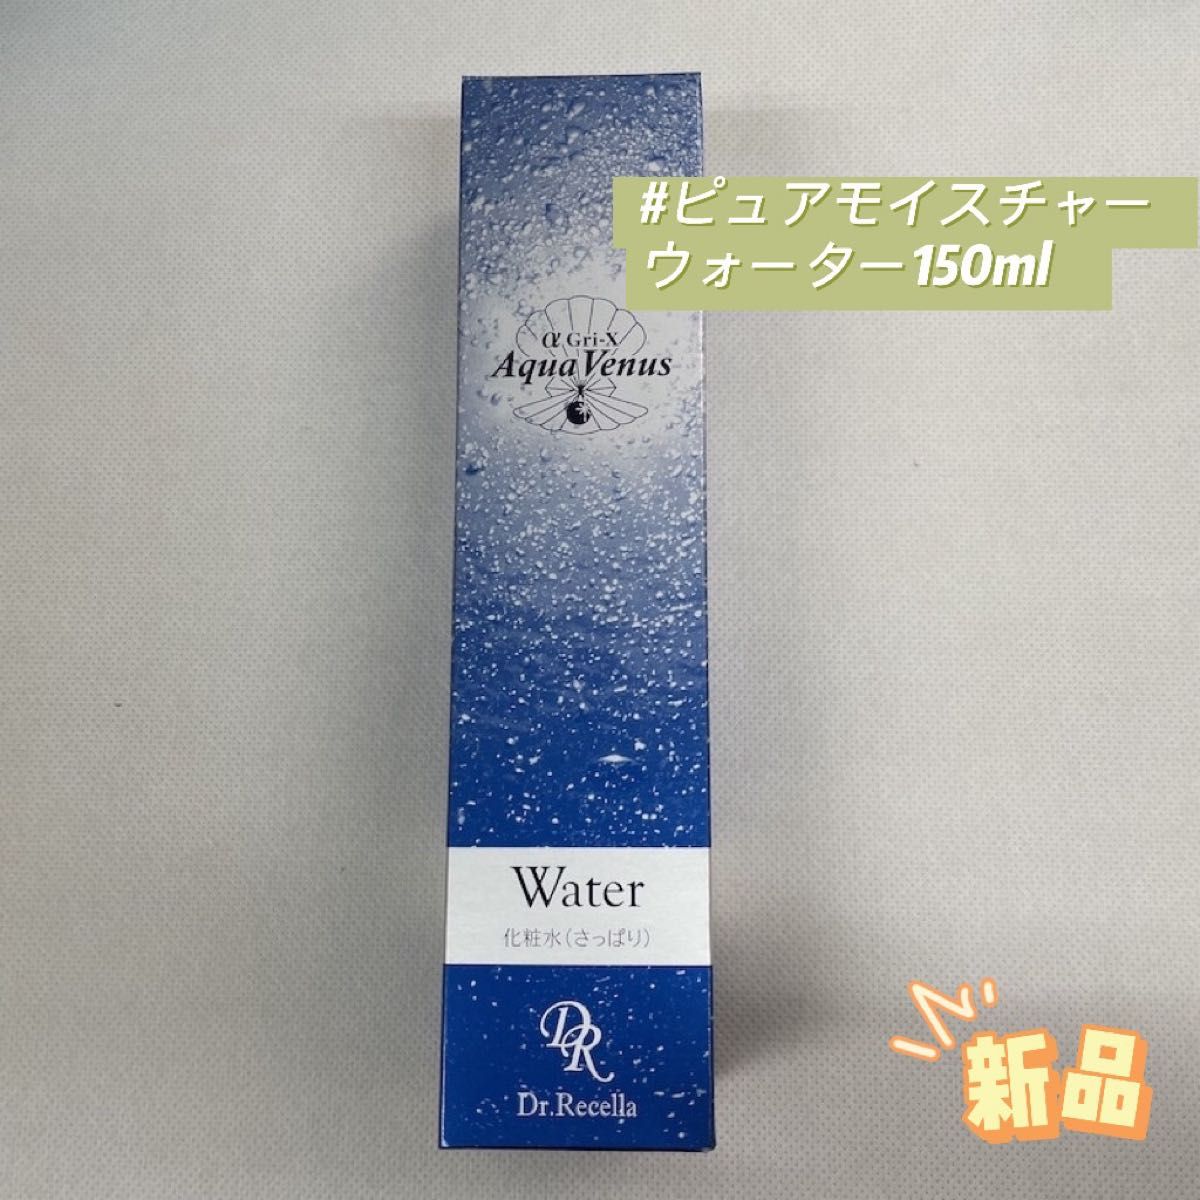 #ピュアモイスチャー
ウォーター150ml
α Gri-X
Aqua Venus
Water
化粧水(さっぱり)
DR
Dr.Recella
新品